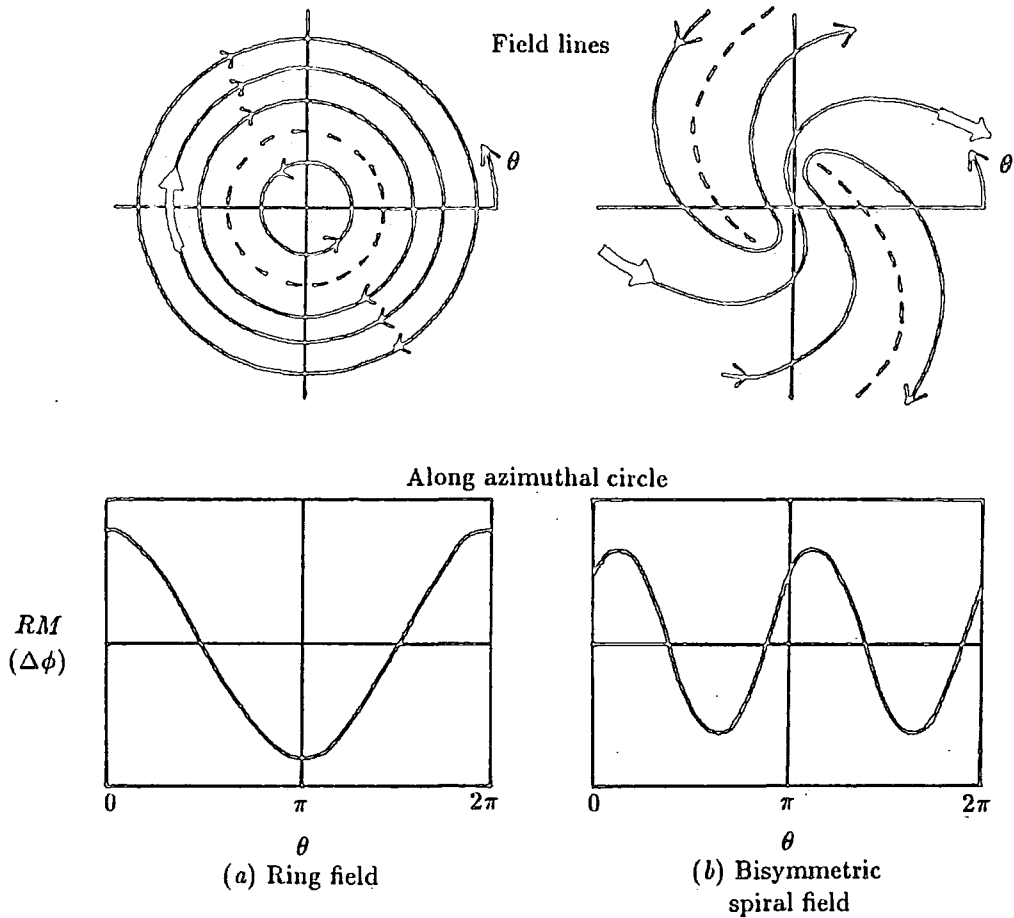 Field lines
θ
θ
Along azimuthal circle
RM
(Δϕ)
0
π
2π
0
π
2π
θ
θ
(a) Ring field
(b) Bisymmetric
spiral field